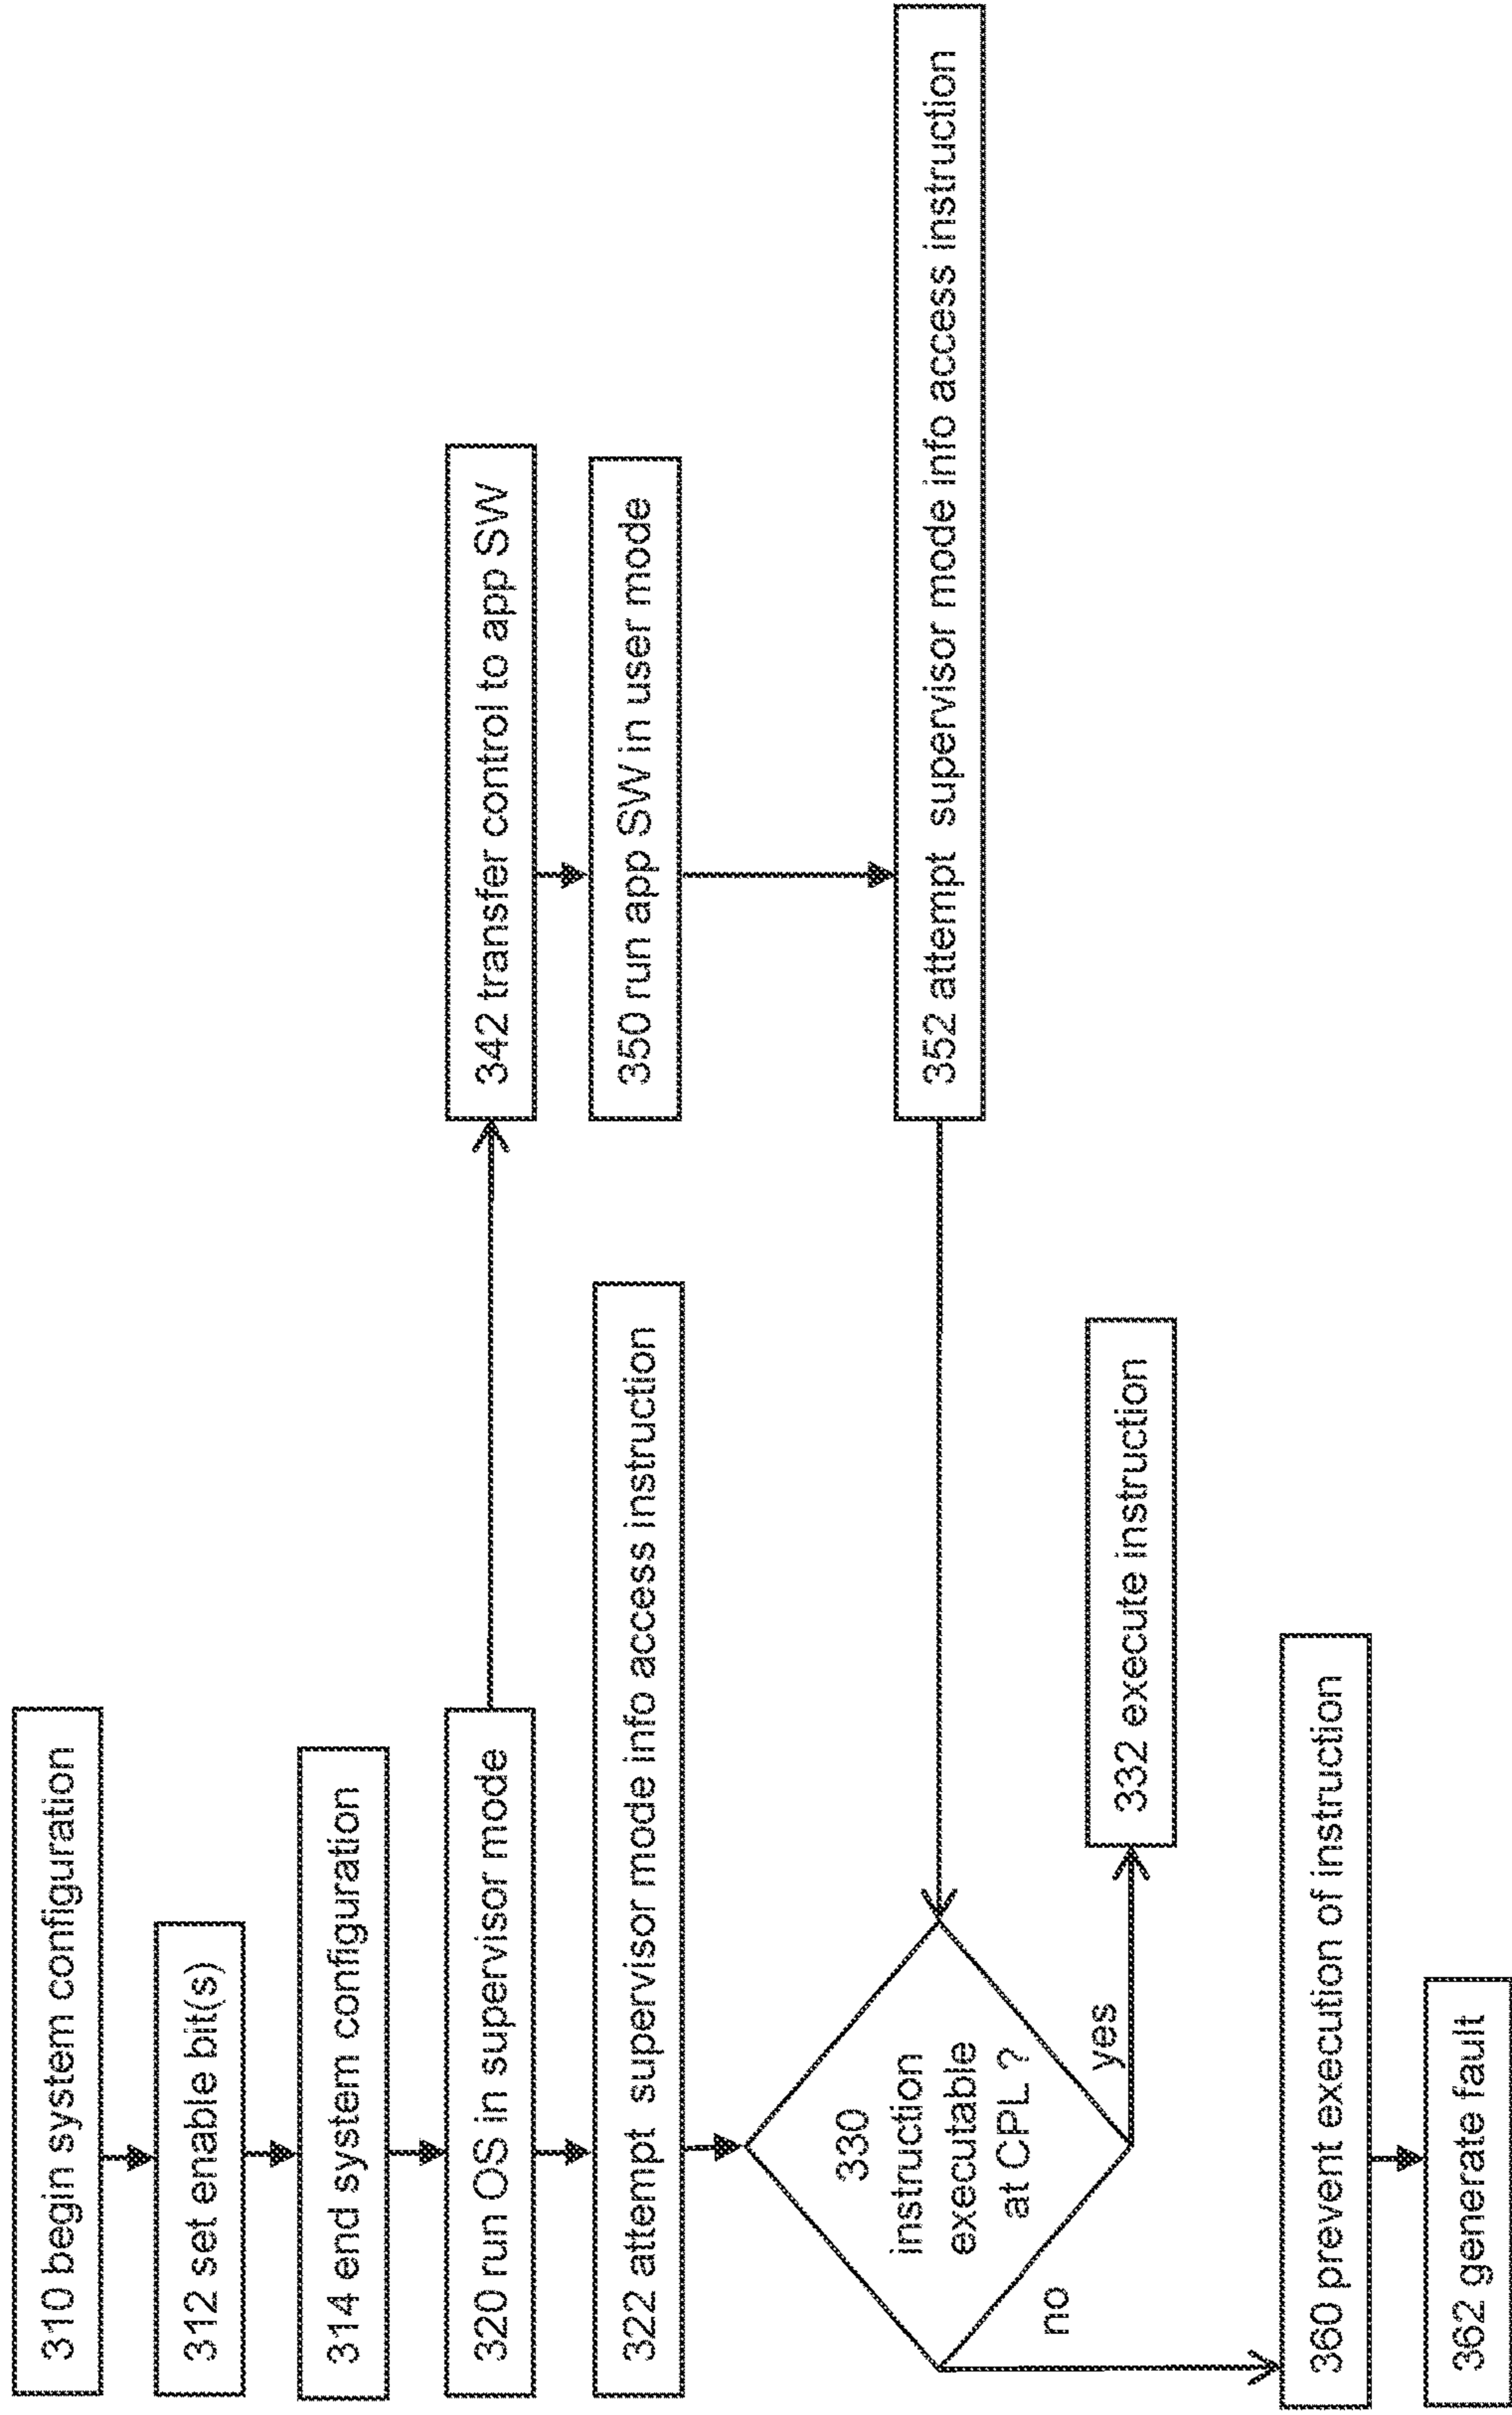 310 begin system configuration
312 set enable bit(s)
314 end system configuration
320 run OS in supervisor mode
342 transfer control to app SW
322 attempt supervisor mode info access instruction
350 run app SW in user mode
352 attempt supervisor mode info access instruction
330
instruction
executable
at CPL ?
yes
no
332 execute instruction
360 prevent execution of instruction
362 generate fault